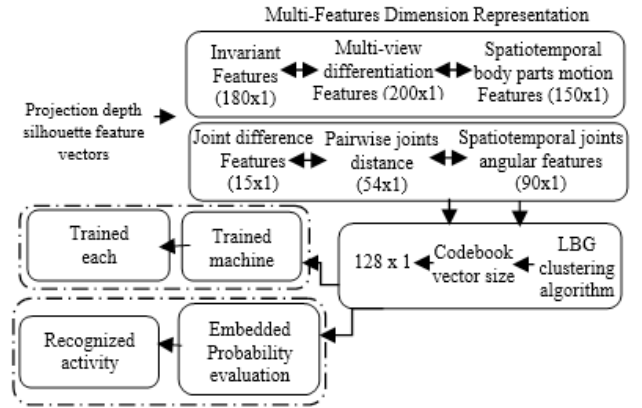 Multi-Features Dimension Representation
Invariant
Features
(180x1)
Multi-view
differentiation
Features (200x1)
Spatiotemporal
body parts motion
Features (150x1)
Projection depth
silhouette feature
vectors
Joint difference
Features
(15x1)
Pairwise joints
distance
(54x1)
Spatiotemporal joints
angular features
(90x1)
Trained
each
Trained
machine
128 x 1
Codebook
vector size
LBG
clustering
algorithm
Recognized
activity
Embedded
Probability
evaluation